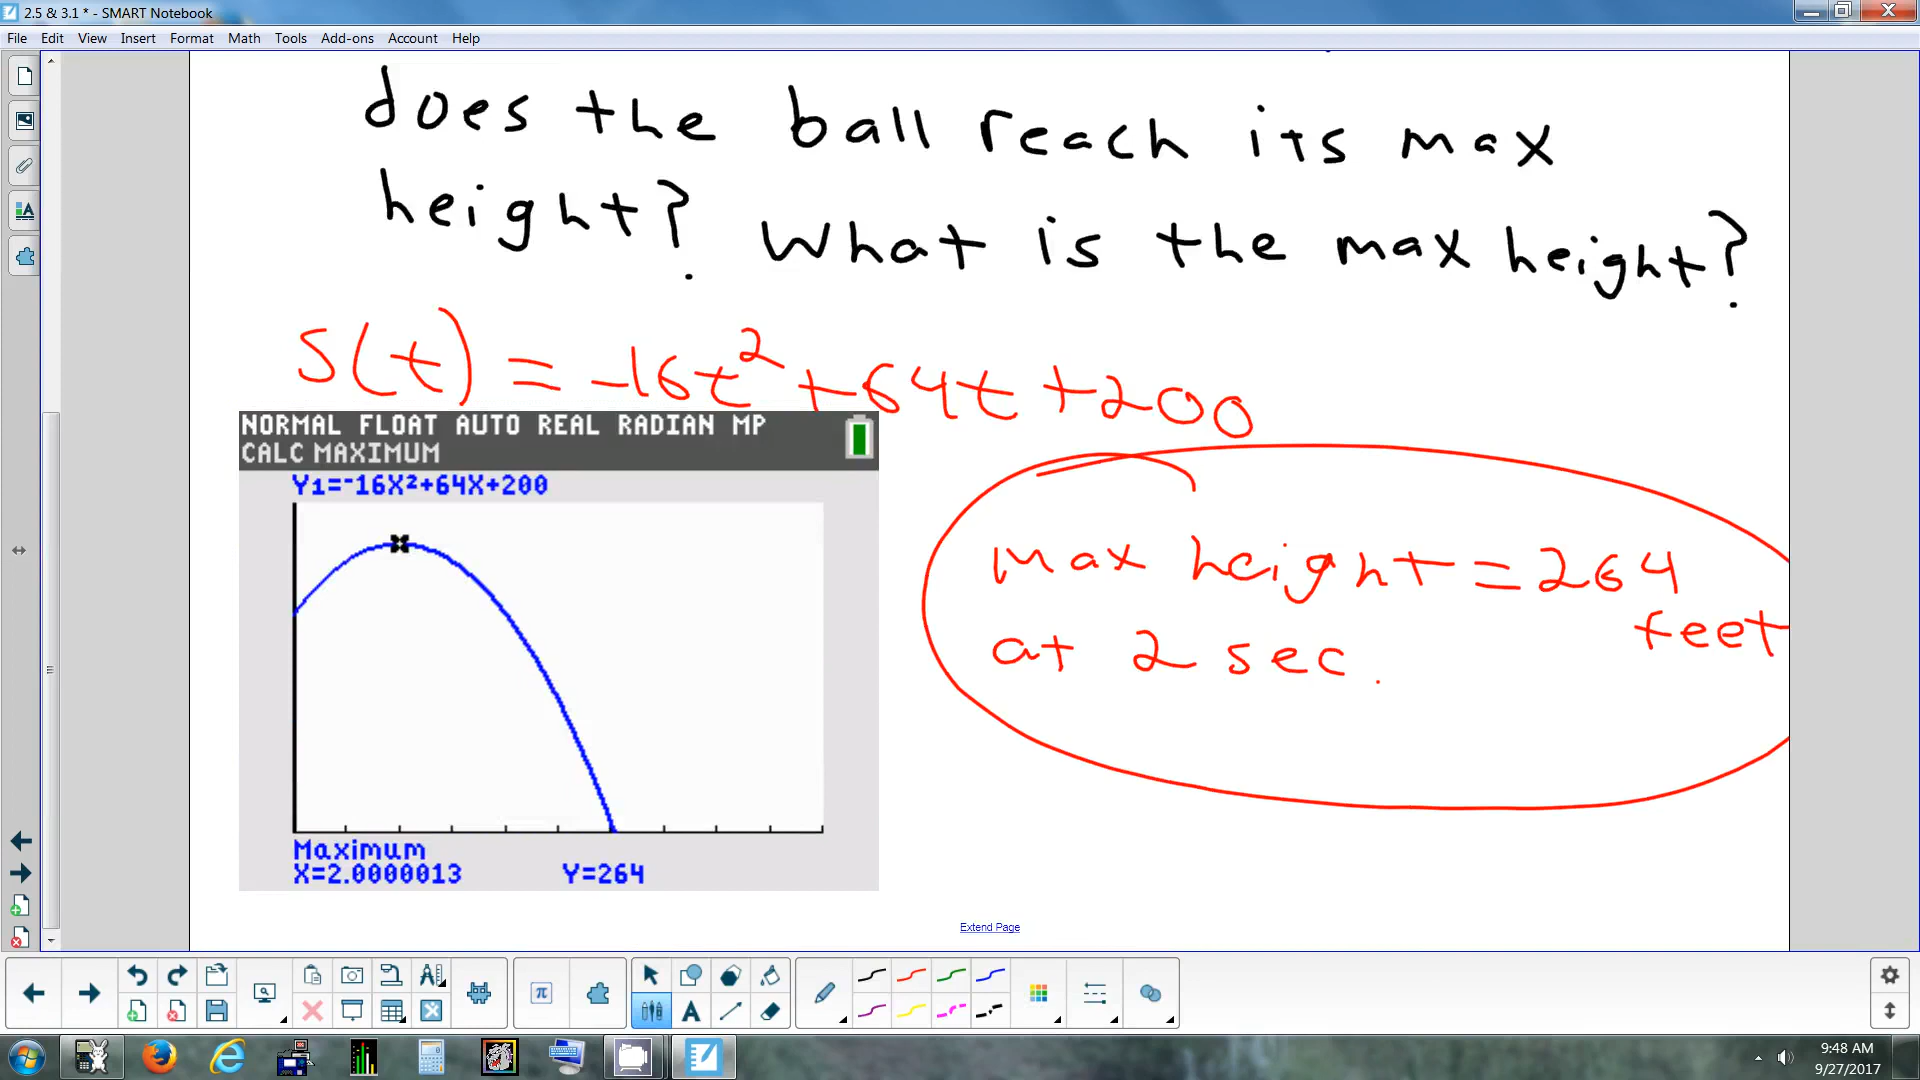 2.5 & 3.1 * - SMART Notebook
File Edit View Insert Format Math Tools Add-ons Account Help
does the ball reach its max
height? What is the max height?
S(t) = -16t² + 64t + 200
NORMAL FLOAT AUTO REAL RADIAN MP
CALC MAXIMUM
Y1=-16X²+64X+200
Maximum
X=2.0000013 Y=264
max height = 264
feet
at 2 sec.
Extend Page
π
A
9:48 AM
9/27/2017